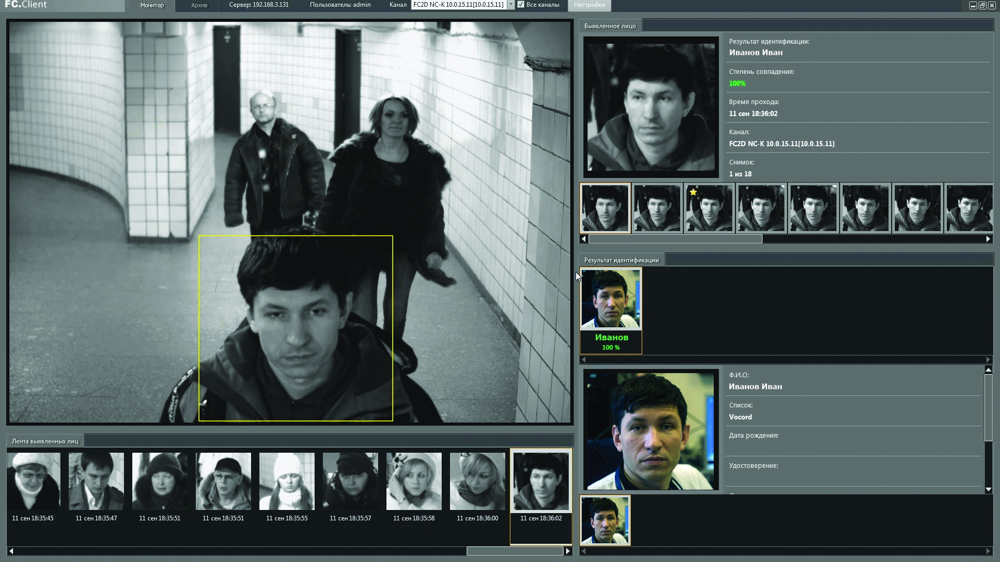 FC.Client
Монитор
Архив
Сервер: 192.168.3.131
Пользователь: admin
Канал
FC2D NC-K 10.0.15.11[10.0.15.11]
Все каналы
Настройки
Выявленное лицо
Результат идентификации:
Иванов Иван
Степень совпадения:
100%
Время прохода:
11 сен 18:36:02
Канал:
FC2D NC-K 10.0.15.11[10.0.15.11]
Снимок:
1 из 18
Результат идентификации
Иванов
100 %
Ф.И.О:
Иванов Иван
Список:
Vocord
Дата рождения:
Удостоверение:
Лента выявленных лиц
11 сен 18:35:45
11 сен 18:35:47
11 сен 18:35:51
11 сен 18:35:51
11 сен 18:35:55
11 сен 18:35:57
11 сен 18:35:58
11 сен 18:36:00
11 сен 18:36:02